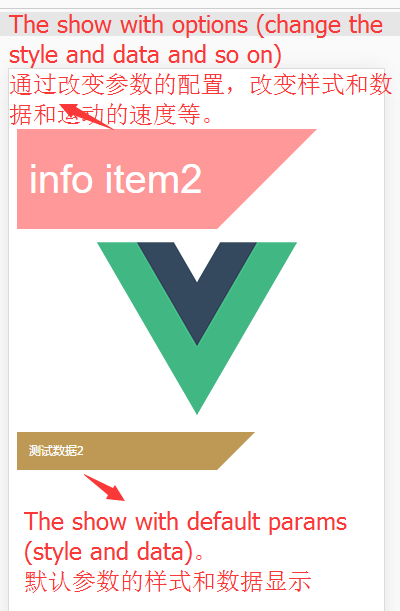 The show with options (change the
style and data and so on)
通过改变参数的配置，改变样式和数
据和运动的速度等。
info item2
测试数据2
The show with default params
(style and data)。
默认参数的样式和数据显示